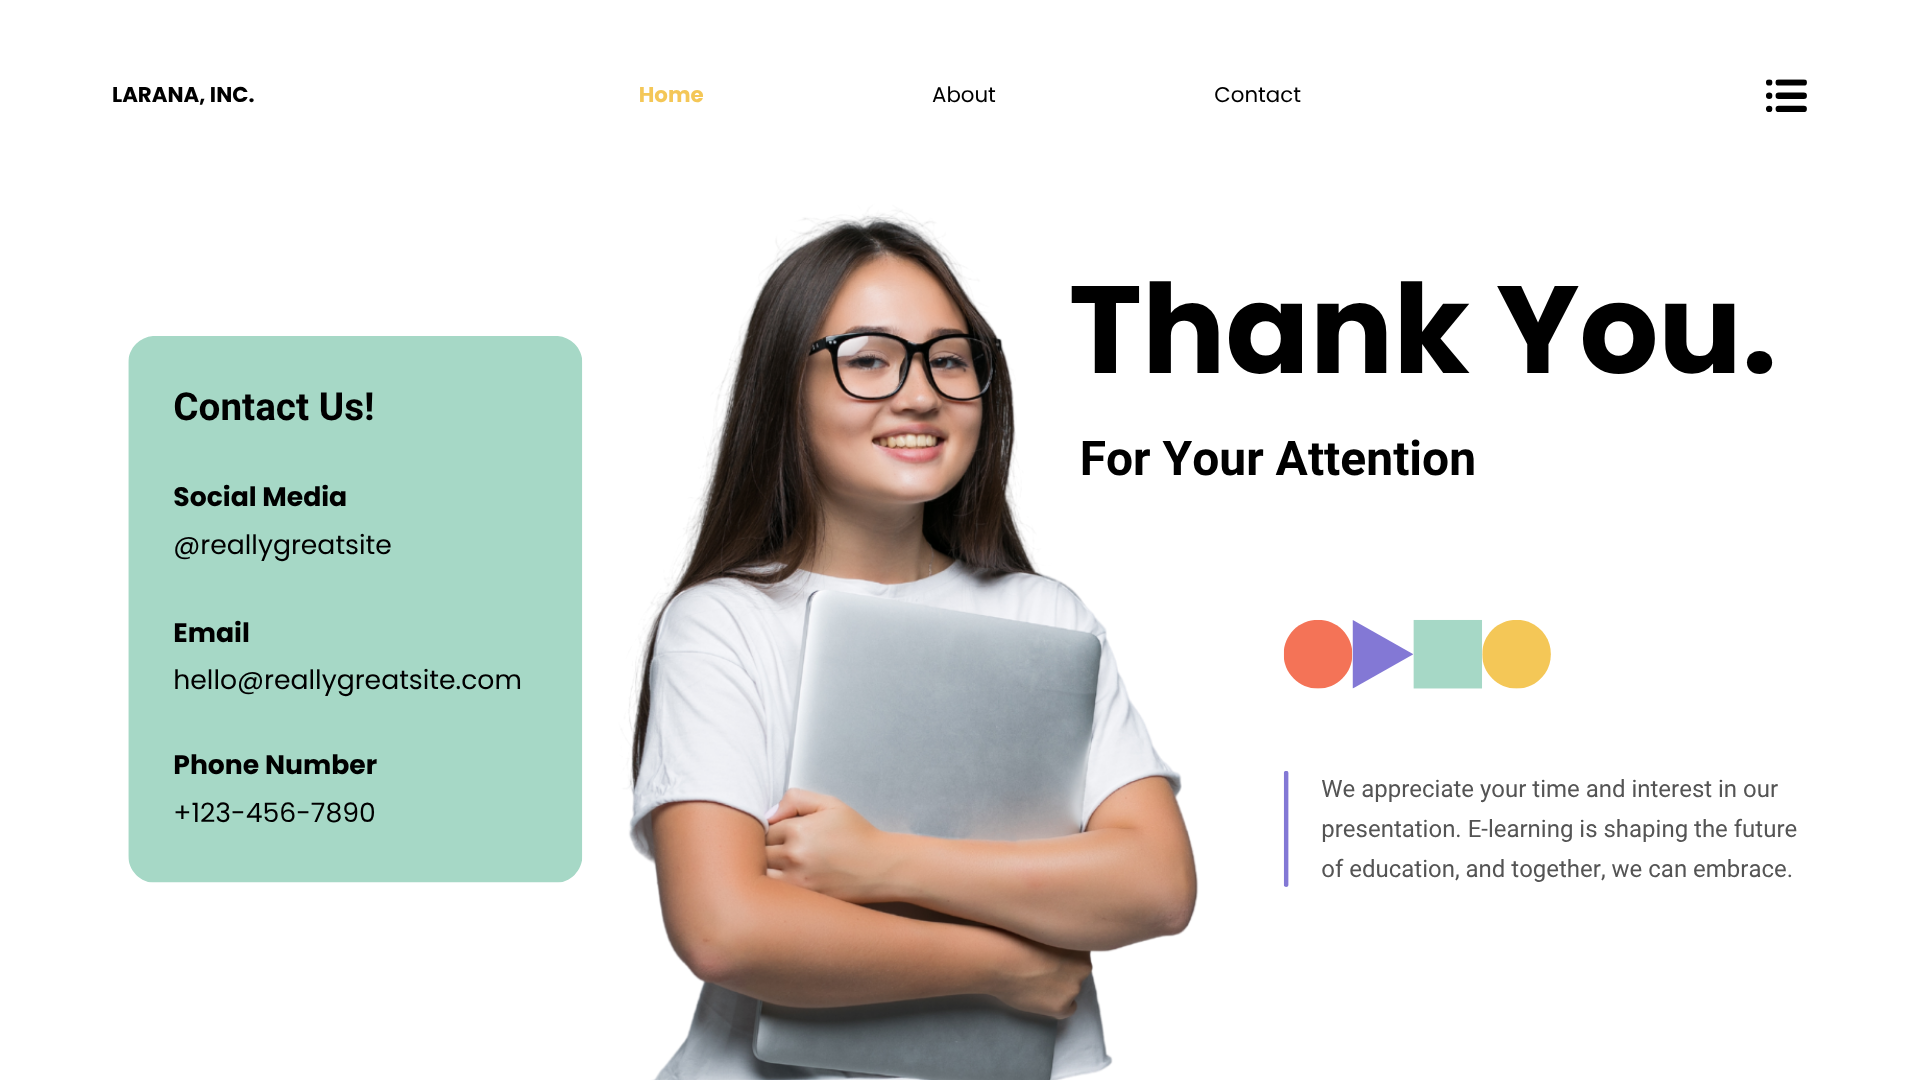 LARANA, INC.
Home
About
Contact
Thank You.
For Your Attention
Contact Us!
Social Media
@reallygreatsite
Email
hello@reallygreatsite.com
Phone Number
+123-456-7890
We appreciate your time and interest in our
presentation. E-learning is shaping the future
of education, and together, we can embrace.